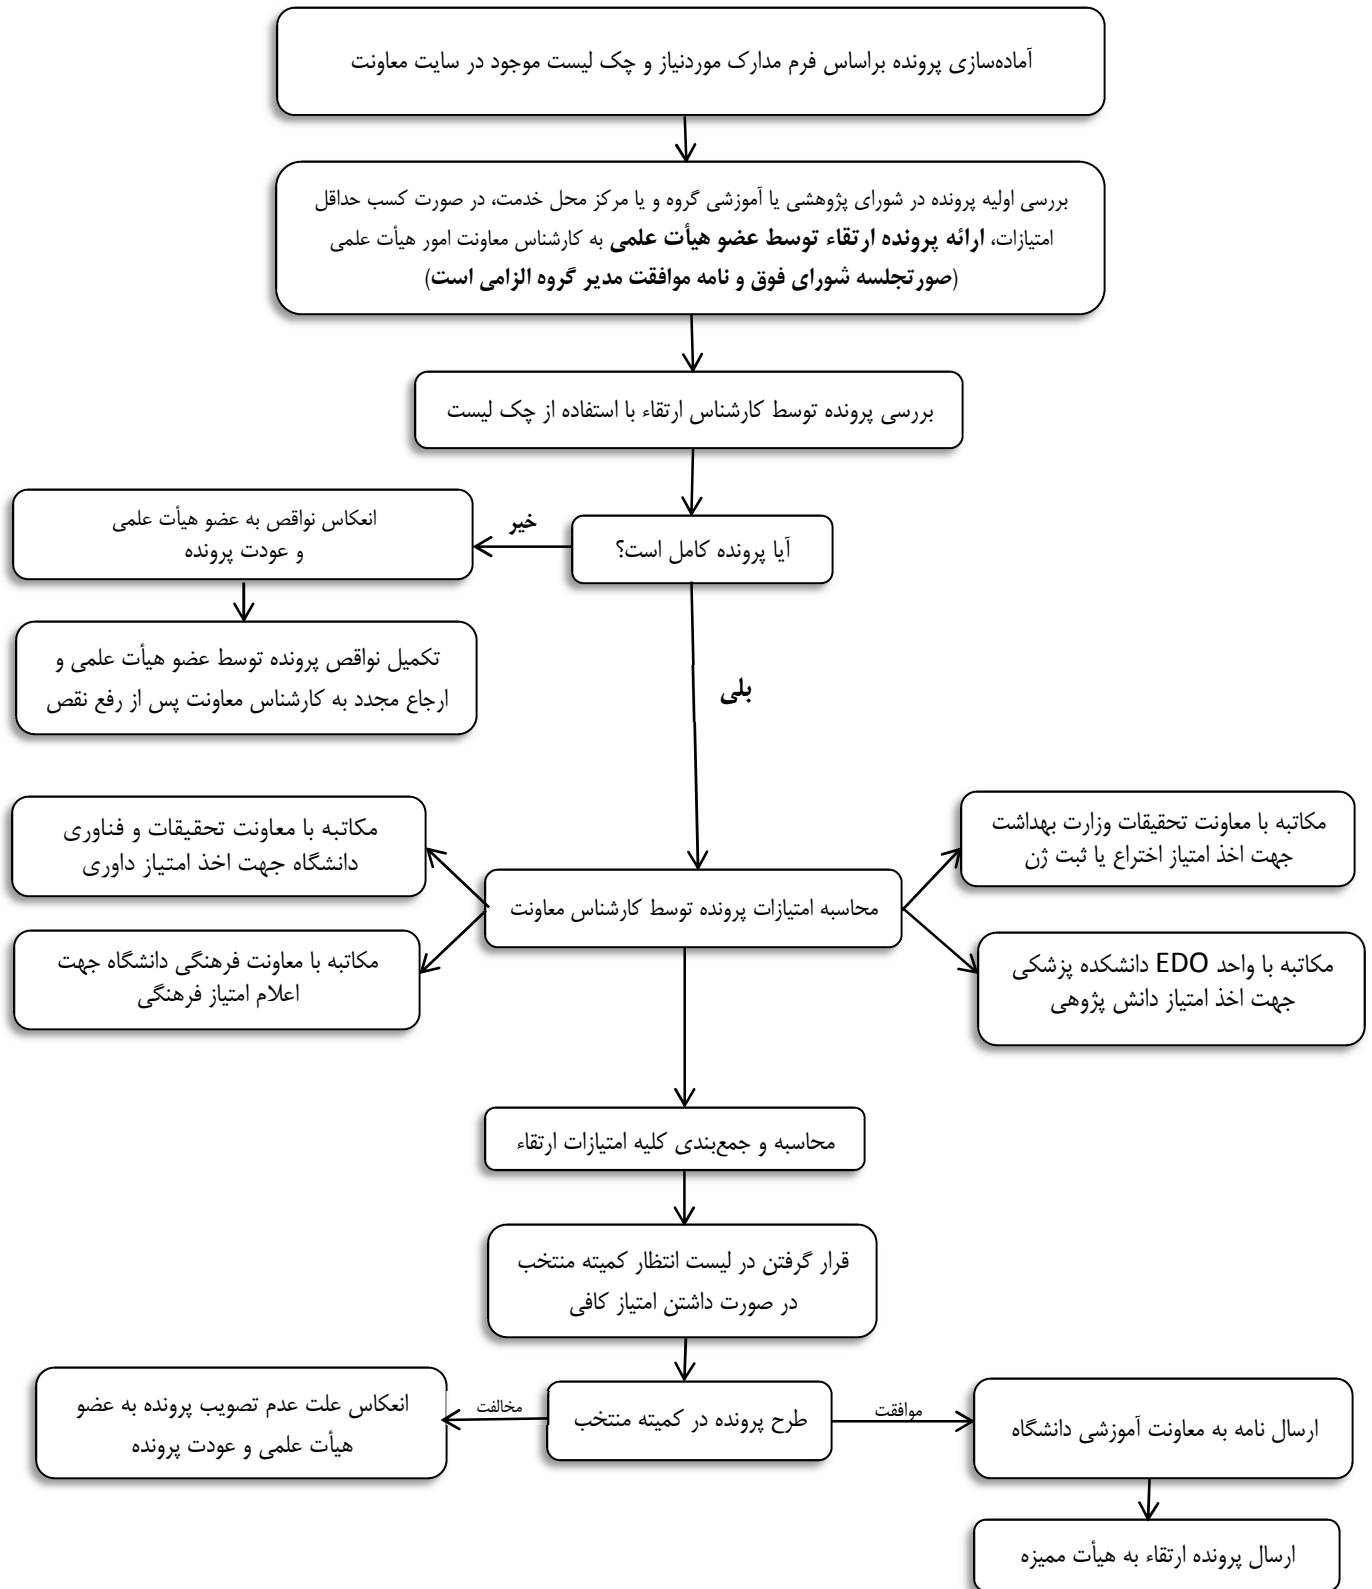 آماده‌سازی پرونده براساس فرم مدارک موردنیاز و چک لیست موجود در سایت معاونت
بررسی اولیه پرونده در شورای پژوهشی یا آموزشی گروه و یا مرکز محل خدمت، در صورت کسب حداقل
امتیازات، ارائه پرونده ارتقاء توسط عضو هیأت علمی به کارشناس معاونت امور هیأت علمی
(صورتجلسه شورای فوق و نامه موافقت مدیر گروه الزامی است)
بررسی پرونده توسط کارشناس ارتقاء با استفاده از چک لیست
آیا پرونده کامل است؟
خیر
انعکاس نواقص به عضو هیأت علمی
و عودت پرونده
تکمیل نواقص پرونده توسط عضو هیأت علمی و
ارجاع مجدد به کارشناس معاونت پس از رفع نقص
بلی
مکاتبه با معاونت تحقیقات وزارت بهداشت
جهت اخذ امتیاز اختراع یا ثبت ژن
مکاتبه با معاونت تحقیقات و فناوری
دانشگاه جهت اخذ امتیاز داوری
محاسبه امتیازات پرونده توسط کارشناس معاونت
مکاتبه با واحد EDO دانشکده پزشکی
جهت اخذ امتیاز دانش پژوهی
مکاتبه با معاونت فرهنگی دانشگاه جهت
اعلام امتیاز فرهنگی
محاسبه و جمع‌بندی کلیه امتیازات ارتقاء
قرار گرفتن در لیست انتظار کمیته منتخب
در صورت داشتن امتیاز کافی
طرح پرونده در کمیته منتخب
موافقت
ارسال نامه به معاونت آموزشی دانشگاه
مخالفت
انعکاس علت عدم تصویب پرونده به عضو
هیأت علمی و عودت پرونده
ارسال پرونده ارتقاء به هیأت ممیزه